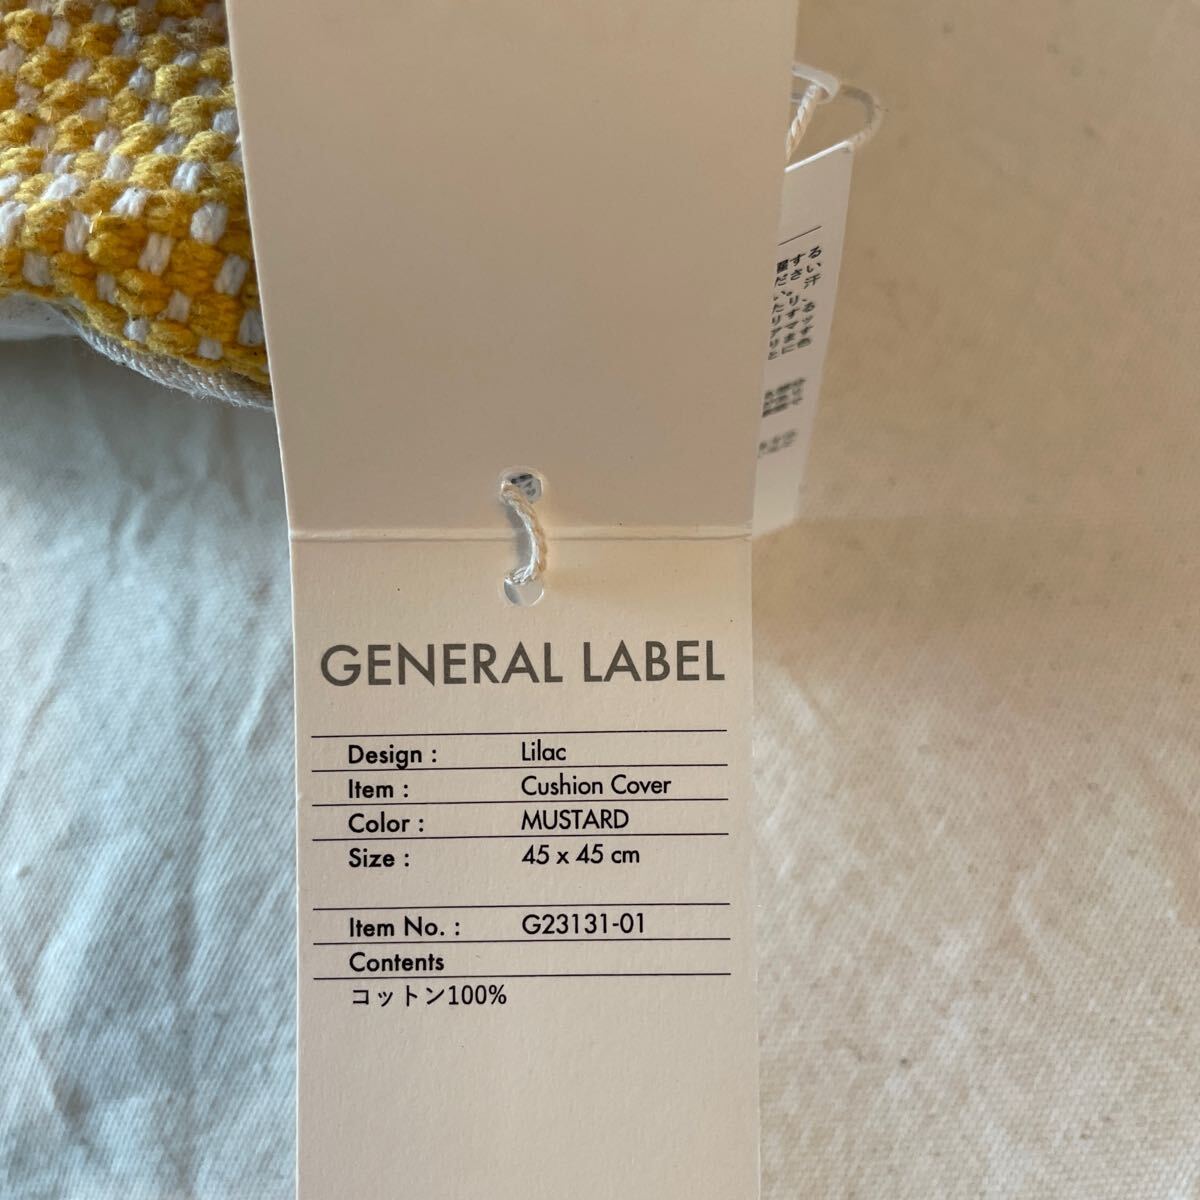 GENERAL LABEL
Design : Lilac
Item : Cushion Cover
Color : MUSTARD
Size : 45 x 45 cm
Item No. : G23131-01
Contents
コットン100%